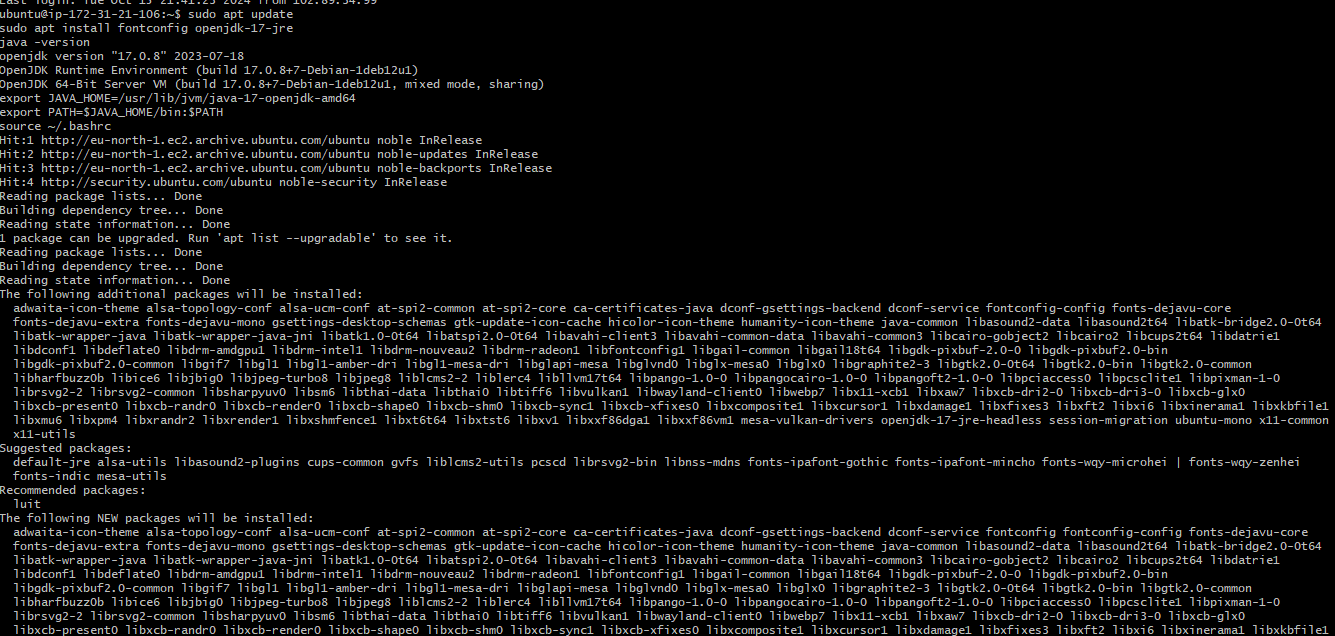 Last login: Tue Oct 15 21:41:25 2024 from 102.89.34.99
ubuntu@ip-172-31-21-106:~$ sudo apt update
sudo apt install fontconfig openjdk-17-jre
java -version
openjdk version "17.0.8" 2023-07-18
OpenJDK Runtime Environment (build 17.0.8+7-Debian-1deb12u1)
OpenJDK 64-Bit Server VM (build 17.0.8+7-Debian-1deb12u1, mixed mode, sharing)
export JAVA_HOME=/usr/lib/jvm/java-17-openjdk-amd64
export PATH=$JAVA_HOME/bin:$PATH
source ~/.bashrc
Hit:1 http://eu-north-1.ec2.archive.ubuntu.com/ubuntu noble InRelease
Hit:2 http://eu-north-1.ec2.archive.ubuntu.com/ubuntu noble-updates InRelease
Hit:3 http://eu-north-1.ec2.archive.ubuntu.com/ubuntu noble-backports InRelease
Hit:4 http://security.ubuntu.com/ubuntu noble-security InRelease
Reading package lists... Done
Building dependency tree... Done
Reading state information... Done
1 package can be upgraded. Run 'apt list --upgradable' to see it.
Reading package lists... Done
Building dependency tree... Done
Reading state information... Done
The following additional packages will be installed:
adwaita-icon-theme alsa-topology-conf alsa-ucm-conf at-spi2-common at-spi2-core ca-certificates-java dconf-gsettings-backend dconf-service fontconfig-config fonts-dejavu-core
fonts-dejavu-extra fonts-dejavu-mono gsettings-desktop-schemas gtk-update-icon-cache hicolor-icon-theme humanity-icon-theme java-common libasound2-data libasound2t64 libatk-bridge2.0-0t64
libatk-wrapper-java libatk-wrapper-java-jni libatk1.0-0t64 libatspi2.0-0t64 libavahi-client3 libavahi-common-data libavahi-common3 libcairo-gobject2 libcairo2 libcups2t64 libdatrie1
libdconf1 libdeflate0 libdrm-amdgpu1 libdrm-intel1 libdrm-nouveau2 libdrm-radeon1 libfontconfig1 libgail-common libgail18t64 libgdk-pixbuf-2.0-0 libgdk-pixbuf2.0-bin
libgdk-pixbuf2.0-common libgif7 libgl1 libgl1-amber-dri libgl1-mesa-dri libglapi-mesa libglvnd0 libglx-mesa0 libglx0 libgraphite2-3 libgtk2.0-0t64 libgtk2.0-bin libgtk2.0-common
libharfbuzz0b libice6 libjbig0 libjpeg-turbo8 libjpeg8 liblcms2-2 liblerc4 libllvm17t64 libpango-1.0-0 libpangocairo-1.0-0 libpangoft2-1.0-0 libpciaccess0 libpcsclite1 libpixman-1-0
librsvg2-2 librsvg2-common libsharpyuv0 libsm6 libthai-data libthai0 libtiff6 libvulkan1 libwayland-client0 libwebp7 libx11-xcb1 libxaw7 libxcb-dri2-0 libxcb-dri3-0 libxcb-glx0
libxcb-present0 libxcb-randr0 libxcb-render0 libxcb-shape0 libxcb-shm0 libxcb-sync1 libxcb-xfixes0 libxcomposite1 libxcursor1 libxdamage1 libxfixes3 libxft2 libxi6 libxinerama1 libxkbfile1
libxmu6 libxpm4 libxrandr2 libxrender1 libxshmfence1 libxt6t64 libxtst6 libxv1 libxxf86dga1 libxxf86vm1 mesa-vulkan-drivers openjdk-17-jre-headless session-migration ubuntu-mono x11-common
x11-utils
Suggested packages:
default-jre alsa-utils libasound2-plugins cups-common gvfs liblcms2-utils pcscd librsvg2-bin libnss-mdns fonts-ipafont-gothic fonts-ipafont-mincho fonts-wqy-microhei | fonts-wqy-zenhei
fonts-indic mesa-utils
Recommended packages:
luit
The following NEW packages will be installed:
adwaita-icon-theme alsa-topology-conf alsa-ucm-conf at-spi2-common at-spi2-core ca-certificates-java dconf-gsettings-backend dconf-service fontconfig fontconfig-config fonts-dejavu-core
fonts-dejavu-extra fonts-dejavu-mono gsettings-desktop-schemas gtk-update-icon-cache hicolor-icon-theme humanity-icon-theme java-common libasound2-data libasound2t64 libatk-bridge2.0-0t64
libatk-wrapper-java libatk-wrapper-java-jni libatk1.0-0t64 libatspi2.0-0t64 libavahi-client3 libavahi-common-data libavahi-common3 libcairo-gobject2 libcairo2 libcups2t64 libdatrie1
libdconf1 libdeflate0 libdrm-amdgpu1 libdrm-intel1 libdrm-nouveau2 libdrm-radeon1 libfontconfig1 libgail-common libgail18t64 libgdk-pixbuf-2.0-0 libgdk-pixbuf2.0-bin
libgdk-pixbuf2.0-common libgif7 libgl1 libgl1-amber-dri libgl1-mesa-dri libglapi-mesa libglvnd0 libglx-mesa0 libglx0 libgraphite2-3 libgtk2.0-0t64 libgtk2.0-bin libgtk2.0-common
libharfbuzz0b libice6 libjbig0 libjpeg-turbo8 libjpeg8 liblcms2-2 liblerc4 libllvm17t64 libpango-1.0-0 libpangocairo-1.0-0 libpangoft2-1.0-0 libpciaccess0 libpcsclite1 libpixman-1-0
librsvg2-2 librsvg2-common libsharpyuv0 libsm6 libthai-data libthai0 libtiff6 libvulkan1 libwayland-client0 libwebp7 libx11-xcb1 libxaw7 libxcb-dri2-0 libxcb-dri3-0 libxcb-glx0
libxcb-present0 libxcb-randr0 libxcb-render0 libxcb-shape0 libxcb-shm0 libxcb-sync1 libxcb-xfixes0 libxcomposite1 libxcursor1 libxdamage1 libxfixes3 libxft2 libxi6 libxinerama1 libxkbfile1